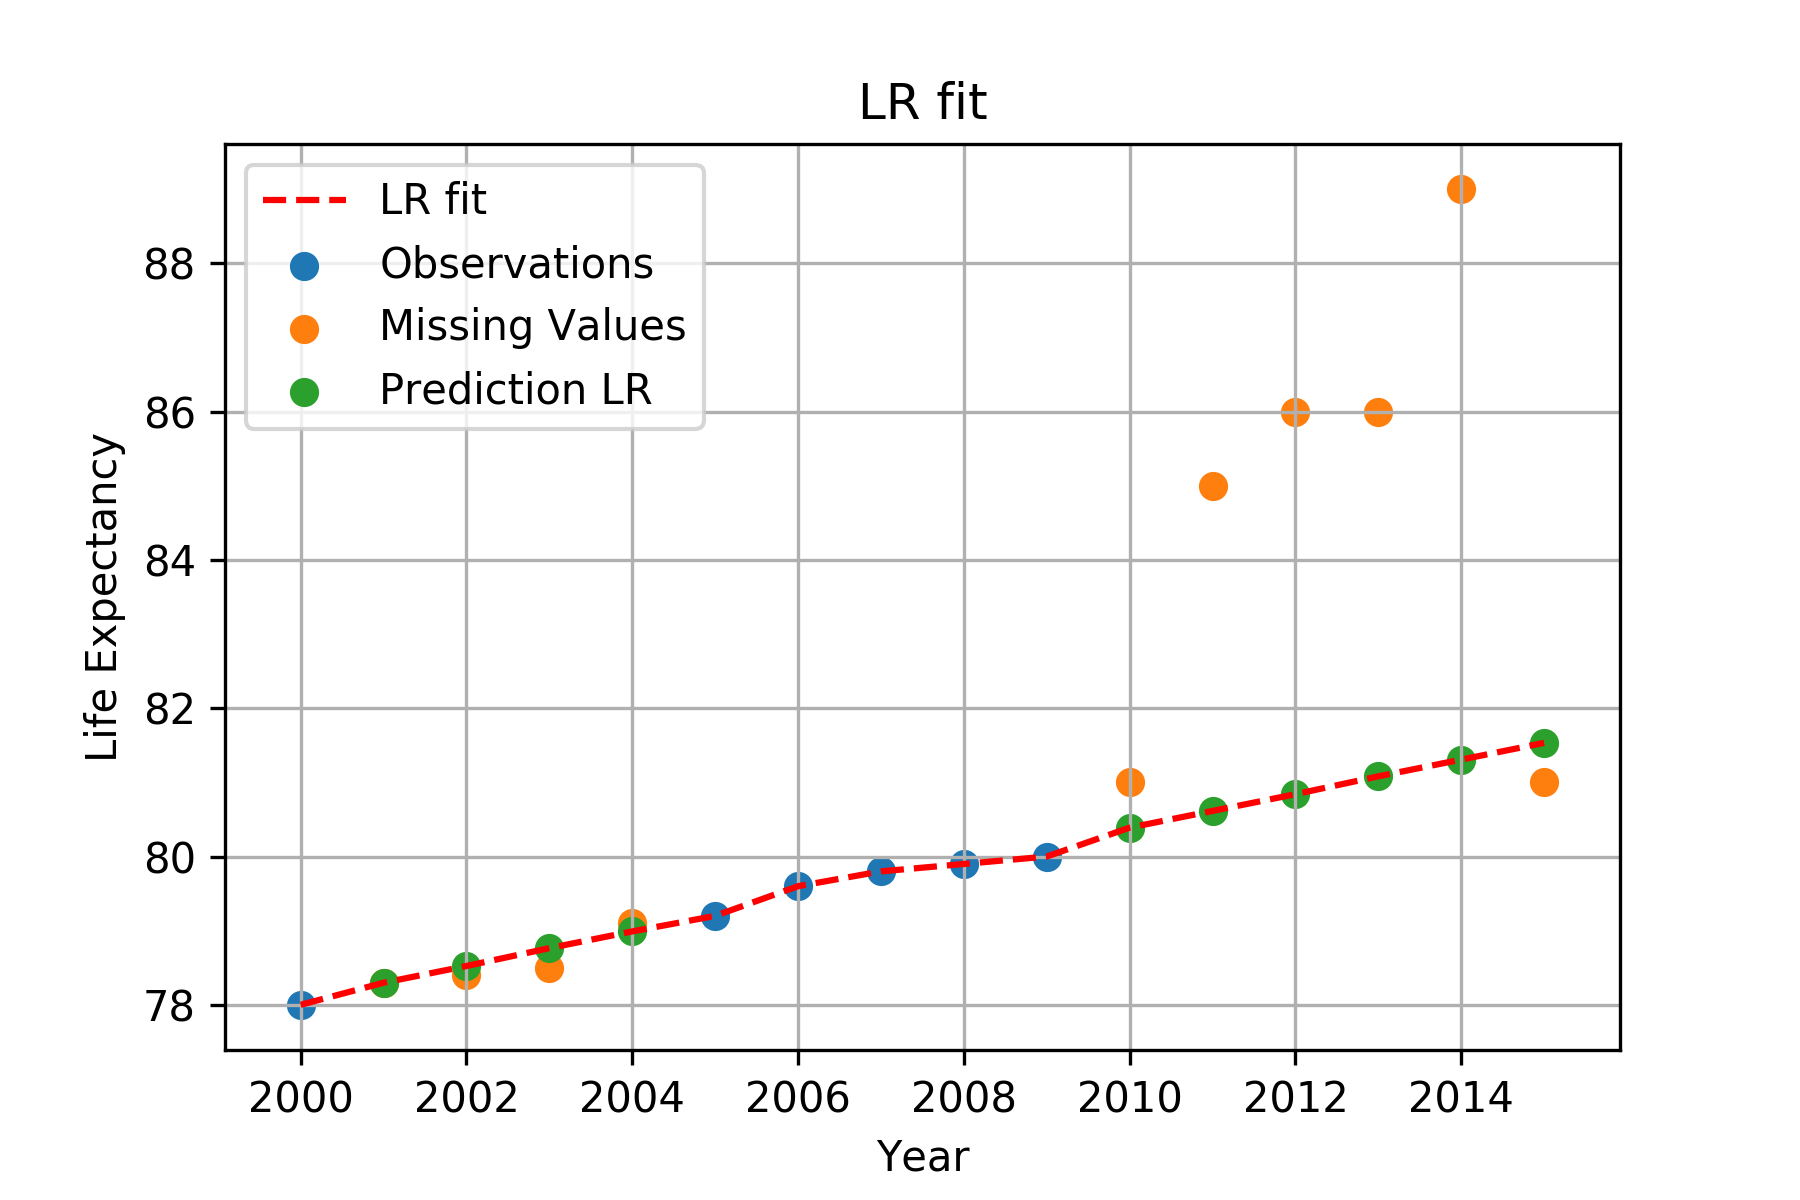 LR fit
LR fit
Observations
Missing Values
Prediction LR
88
86
84
82
80
78
Life Expectancy
2000 2002 2004 2006 2008 2010 2012 2014
Year